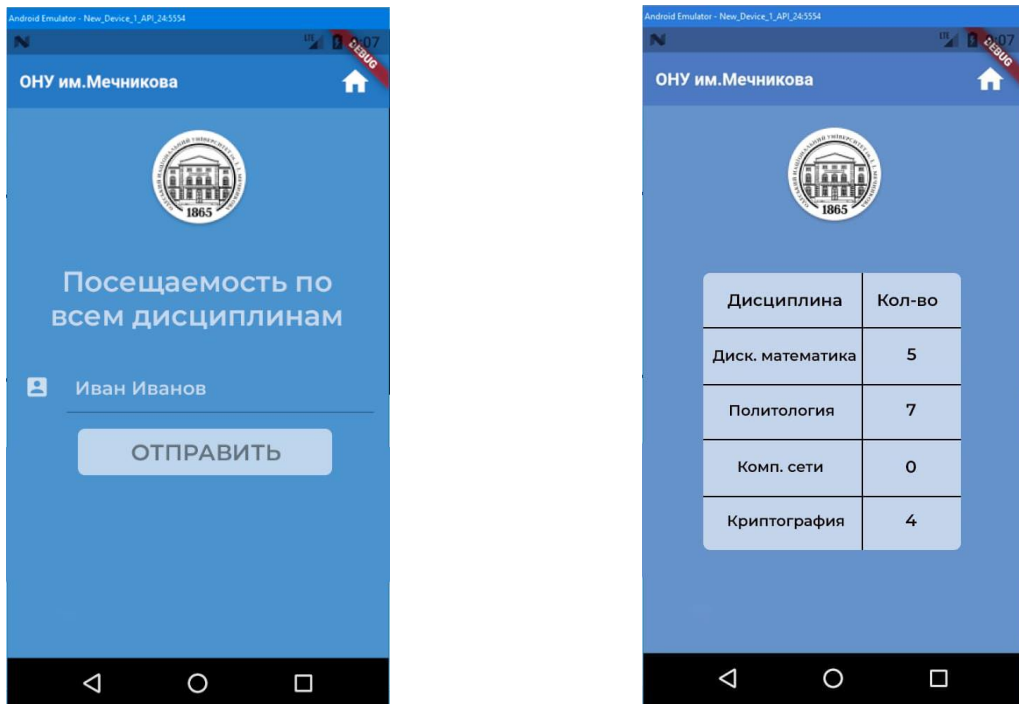 Android Emulator - New_Device_1_API_24:5554
LTE
DEBUG
ОНУ им.Мечникова
1865
Посещаемость по
всем дисциплинам
Иван Иванов
ОТПРАВИТЬ
Android Emulator - New_Device_1_API_24:5554
LTE
DEBUG
ОНУ им.Мечникова
1865
Дисциплина Кол-во
Диск. математика 5
Политология 7
Комп. сети 0
Криптография 4